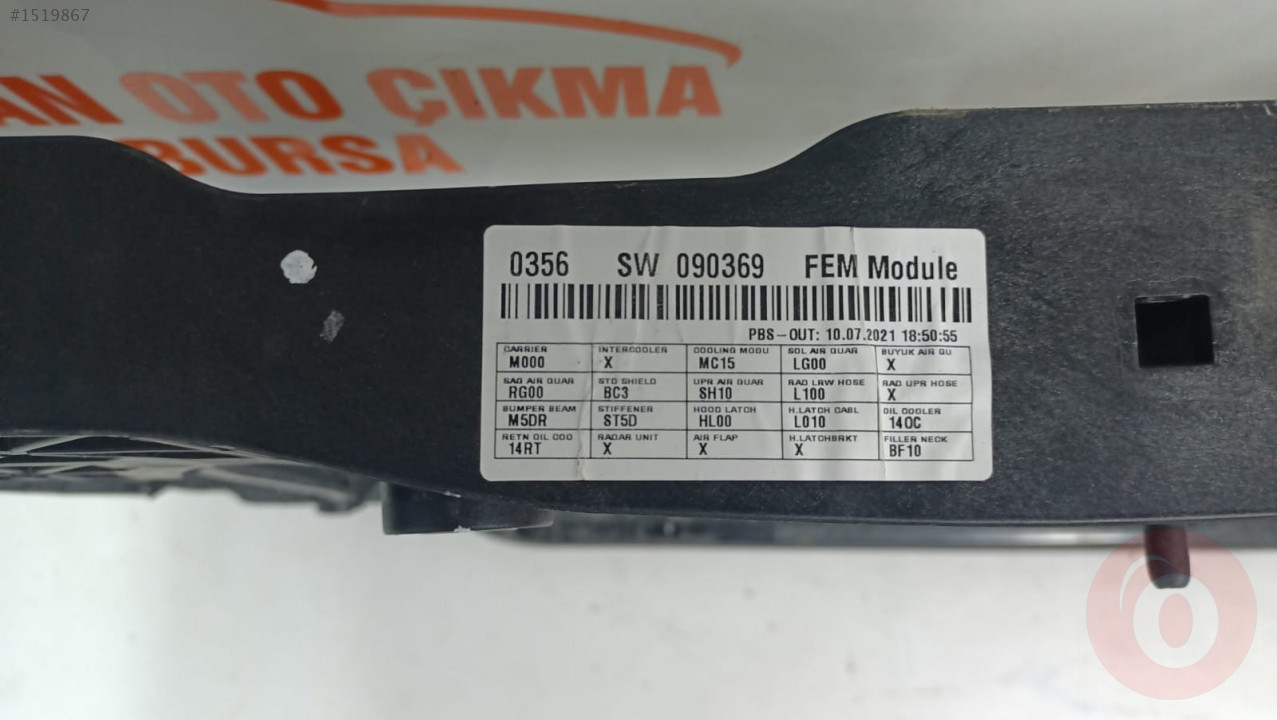 #1519867
AN OTO ÇIKMA
BURSA
0356 SW 090369 FEM Module
PBS-OUT: 10.07.2021 18:50:55
CARRIER INTERCOOLER COOLING MODU SOL AIR GUAR BUYUK AIR GU
M000 X MC15 LG00 X
SAG AIR GUAR STG SHIELD UPR AIR GUAR RAD LRW HOSE RAD UPR HOSE
RG00 BC3 SH10 L100 X
BUMPER BEAM STIFFENER HOOD LATCH H.LATCH CABL OIL COOLER
M5DR ST5D HL00 L010 14OC
RETN OIL COO RADAR UNIT AIR FLAP H.LATCHBRKT FILLER NECK
14RT X X X BF10